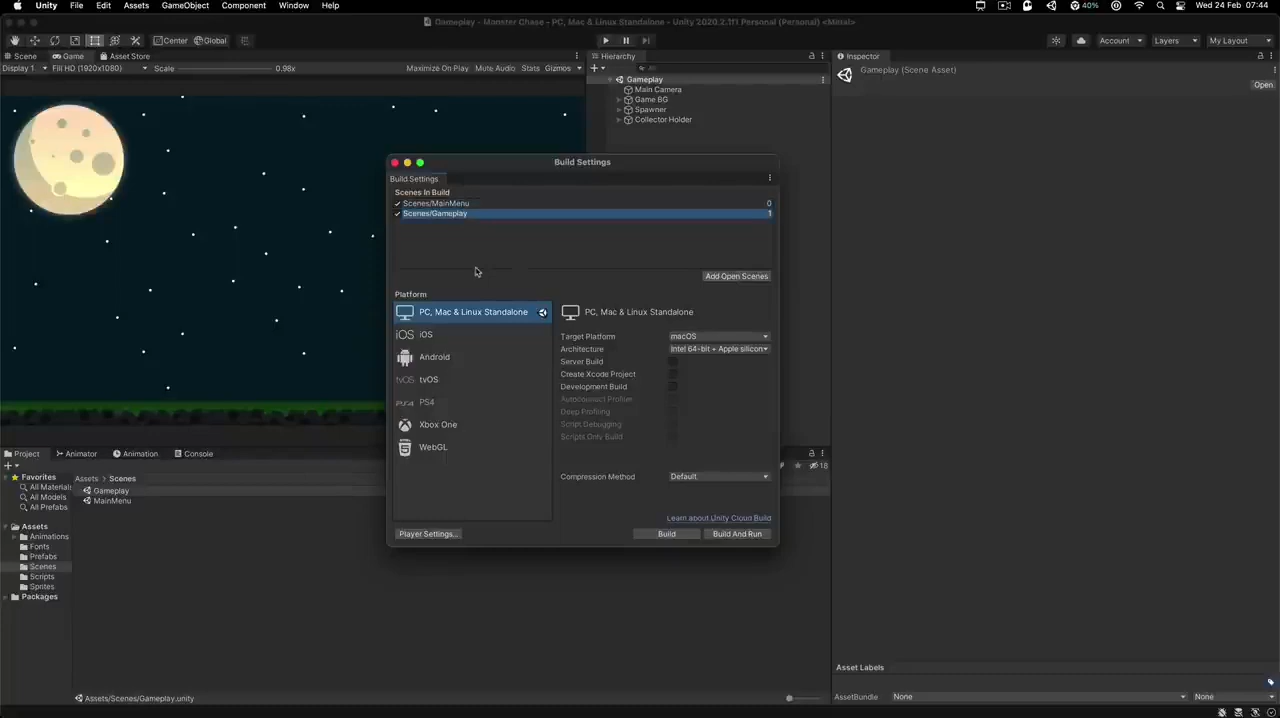 Unity File Edit Assets GameObject Component Window Help 40% Wed 24 Feb 07:44
Gameplay - Monster Chase - PC, Mac & Linux Standalone - Unity 2020.2.1f1 Personal (Personal) <Metal>
Center Global Account Layers My Layout
Scene Game Asset Store Hierarchy Inspector
Display 1 Full HD (1920x1080) Scale 0.98x Maximize On Play Mute Audio Stats Gizmos All
Gameplay (Scene Asset)
Open
Gameplay
Main Camera
Game BG
Spawner
Collector Holder
Build Settings
Build Settings
Scenes In Build
Scenes/MainMenu 0
Scenes/Gameplay 1
Add Open Scenes
Platform
PC, Mac & Linux Standalone
iOS iOS
Android
tvOS tvOS
PS4 PS4
Xbox One
WebGL
PC, Mac & Linux Standalone
Target Platform macOS
Architecture Intel 64-bit + Apple silicon
Server Build
Create Xcode Project
Development Build
Autoconnect Profiler
Deep Profiling
Script Debugging
Scripts Only Build
Compression Method Default
Learn about Unity Cloud Build
Player Settings... Build Build And Run
Project Animator Animation Console
18
Favorites
All Materials
All Models
All Prefabs
Assets
Animations
Fonts
Prefabs
Scenes
Scripts
Sprites
Packages
Assets Scenes
Gameplay
MainMenu
Assets/Scenes/Gameplay.unity
Asset Labels
AssetBundle None None